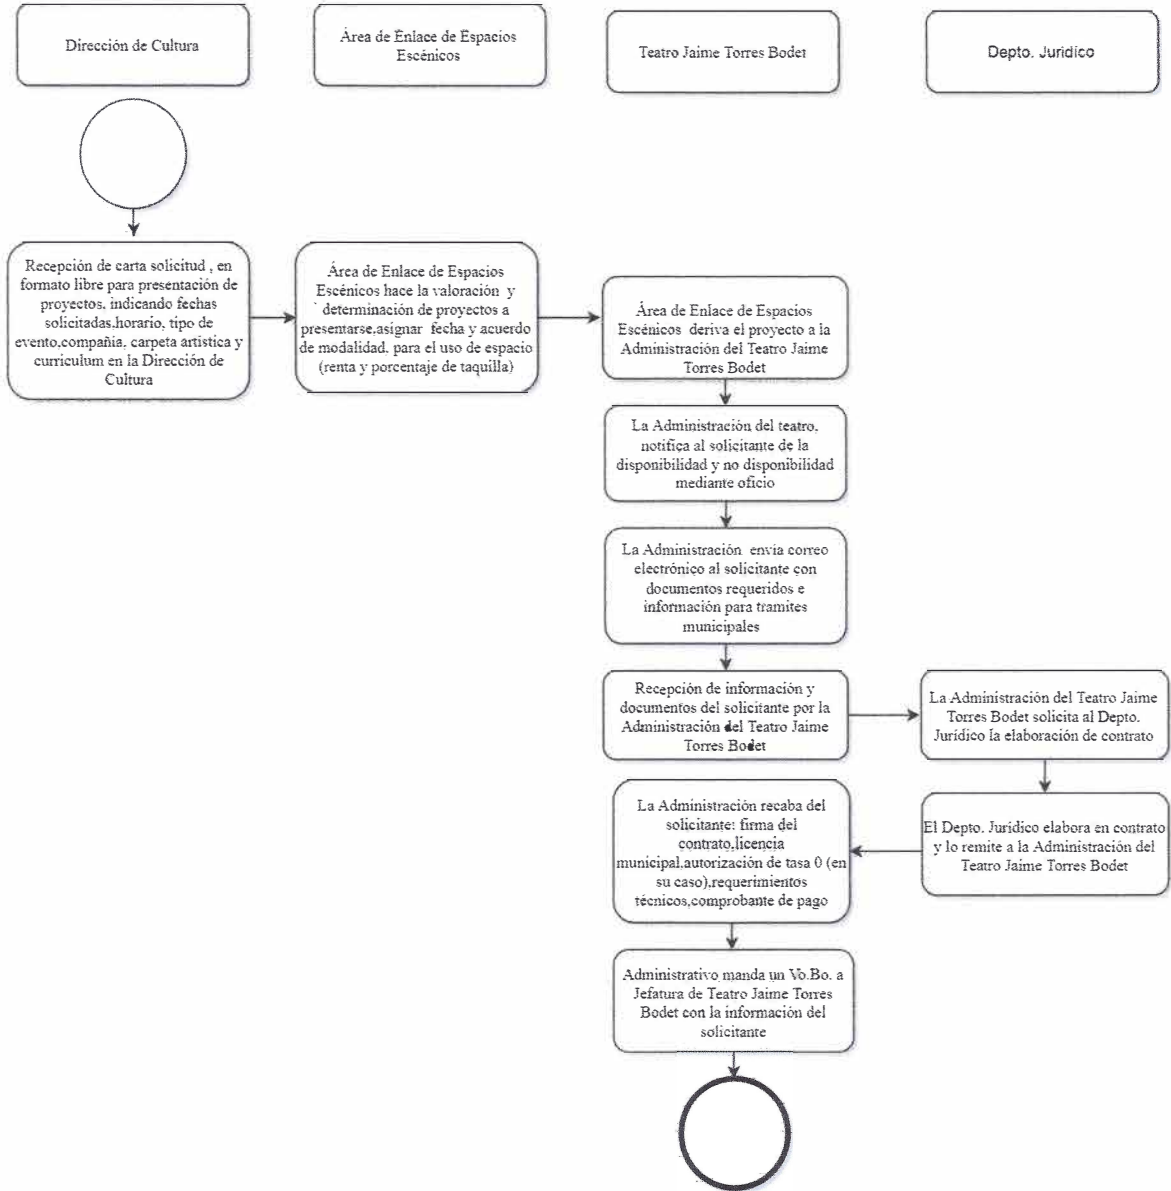 Dirección de Cultura
Área de Enlace de Espacios
Escénicos
Teatro Jaime Torres Bodet
Depto. Juridico
Recepción de carta solicitud , en
formato libre para presentación de
proyectos, indicando fechas
solicitadas,horario, tipo de
evento,compañia, carpeta artistica y
curriculum en la Dirección de
Cultura
Área de Enlace de Espacios
Escénicos hace la valoración y
determinación de proyectos a
presentarse,asignar fecha y acuerdo
de modalidad, para el uso de espacio
(renta y porcentaje de taquilla)
Área de Enlace de Espacios
Escénicos deriva el proyecto a la
Administración del Teatro Jaime
Torres Bodet
La Administración del teatro,
notifica al solicitante de la
disponibilidad y no disponibilidad
mediante oficio
La Administración envia correo
electrónico al solicitante con
documentos requeridos e
información para tramites
municipales
Recepción de información y
documentos del solicitante por la
Administración del Teatro Jaime
Torres Bodet
La Administración del Teatro Jaime
Torres Bodet solicita al Depto.
Jurídico la elaboración de contrato
El Depto. Juridico elabora en contrato
y lo remite a la Administración del
Teatro Jaime Torres Bodet
La Administración recaba del
solicitante: firma del
contrato,licencia
municipal,autorización de tasa 0 (en
su caso),requerimientos
técnicos,comprobante de pago
Administrativo manda un Vo.Bo. a
Jefatura de Teatro Jaime Torres
Bodet con la información del
solicitante